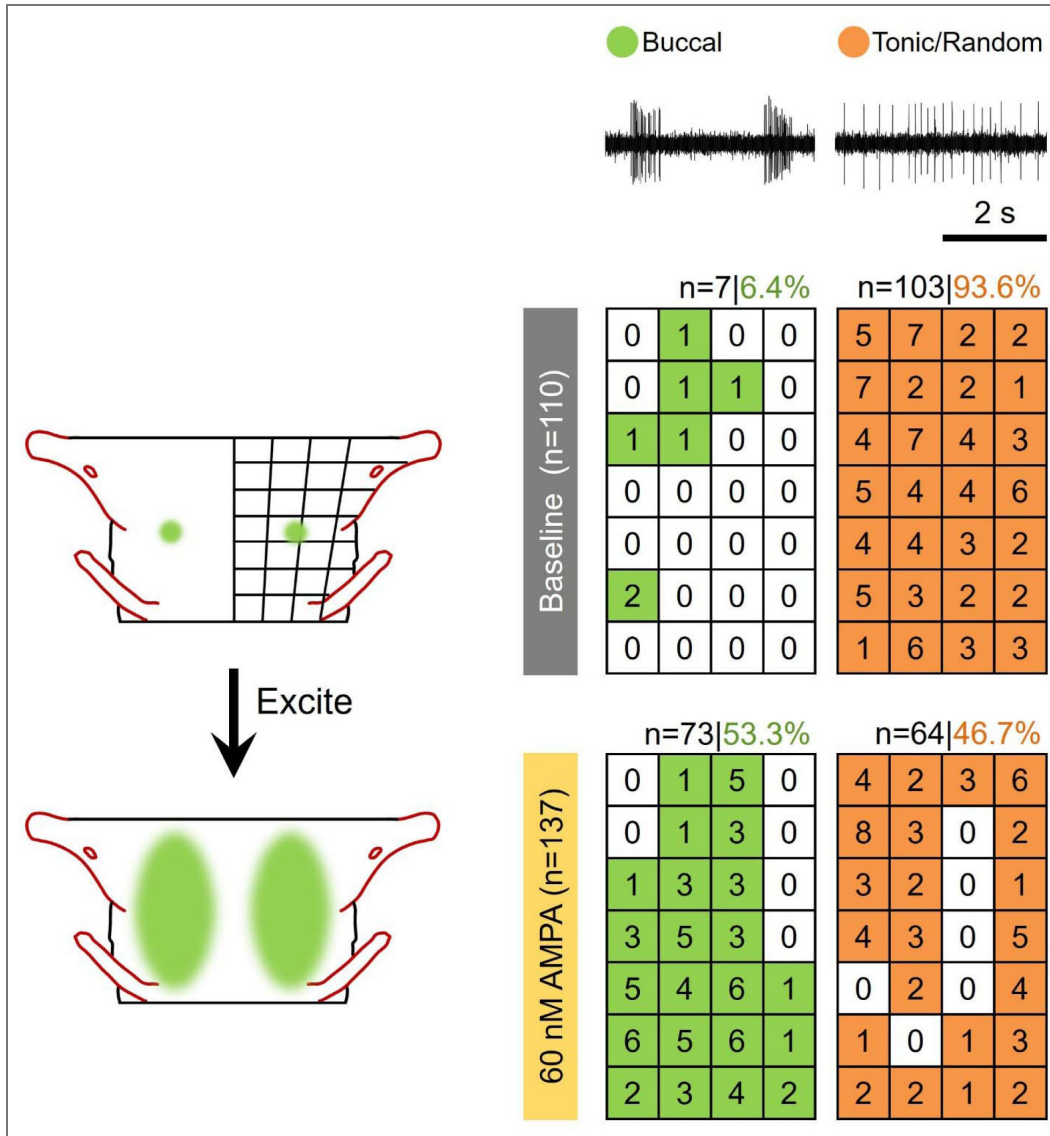 Buccal
Tonic/Random
2 s
Excite
Baseline (n=110)
n=7|6.4%
0 1 0 0
0 1 1 0
1 1 0 0
0 0 0 0
0 0 0 0
2 0 0 0
0 0 0 0
n=103|93.6%
5 7 2 2
7 2 2 1
4 7 4 3
5 4 4 6
4 4 3 2
5 3 2 2
1 6 3 3
60 nM AMPA (n=137)
n=73|53.3%
0 1 5 0
0 1 3 0
1 3 3 0
3 5 3 0
5 4 6 1
6 5 6 1
2 3 4 2
n=64|46.7%
4 2 3 6
8 3 0 2
3 2 0 1
4 3 0 5
0 2 0 4
1 0 1 3
2 2 1 2